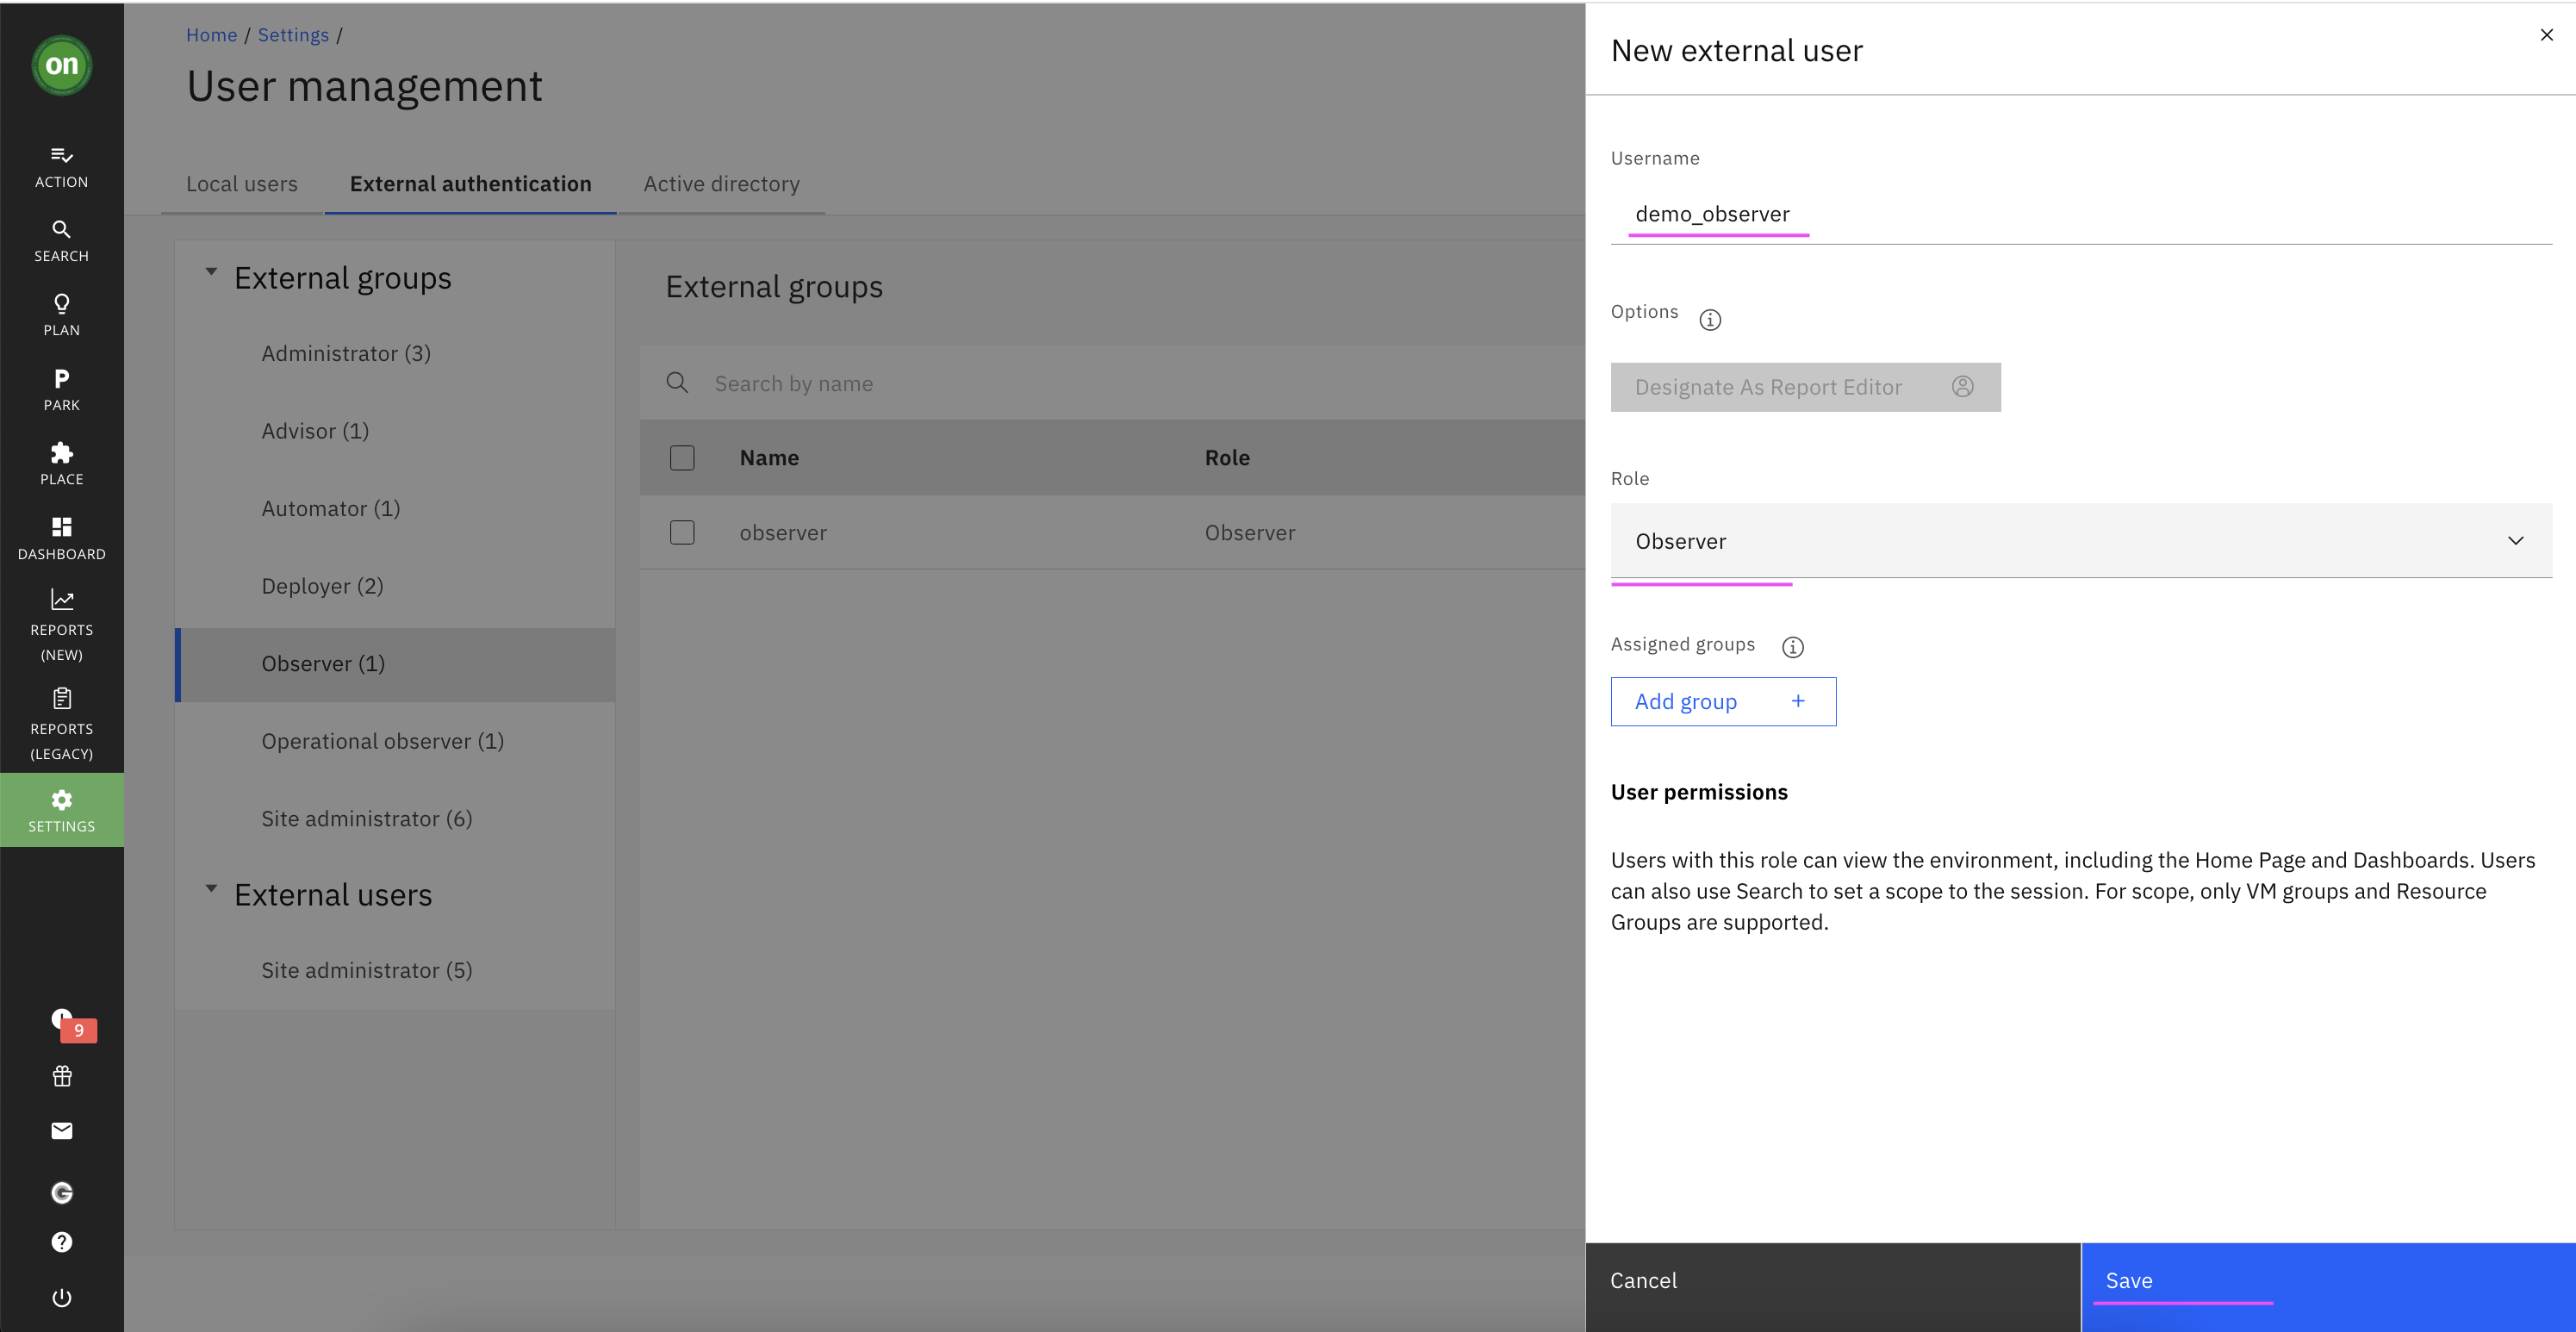 on
ACTION
SEARCH
PLAN
P
PARK
PLACE
DASHBOARD
REPORTS
(NEW)
REPORTS
(LEGACY)
SETTINGS
9
G
?
Home / Settings /
User management
Local users
External authentication
Active directory
External groups
Administrator (3)
Advisor (1)
Automator (1)
Deployer (2)
Observer (1)
Operational observer (1)
Site administrator (6)
External users
Site administrator (5)
External groups
Search by name
Name Role
observer Observer
New external user
Username
demo_observer
Options
Designate As Report Editor
Role
Observer
Assigned groups
Add group +
User permissions
Users with this role can view the environment, including the Home Page and Dashboards. Users
can also use Search to set a scope to the session. For scope, only VM groups and Resource
Groups are supported.
Cancel
Save